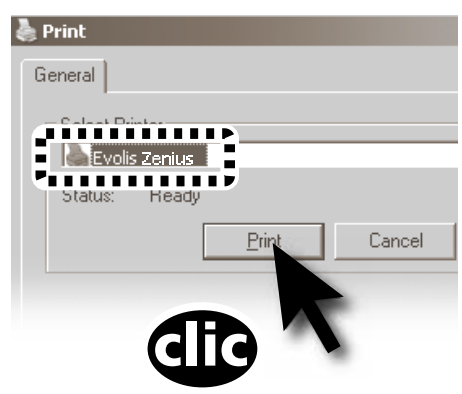 Print
General
Select Printer
Evolis Zenius
Status: Ready
Print Cancel
clic